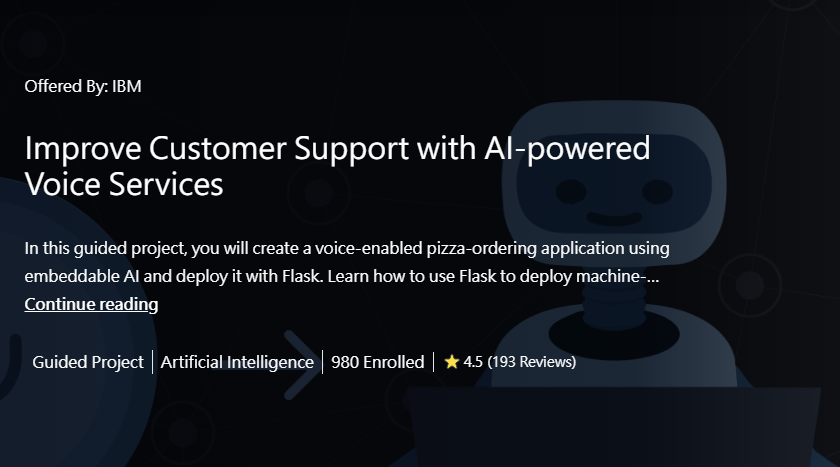 Offered By: IBM
Improve Customer Support with AI-powered
Voice Services
In this guided project, you will create a voice-enabled pizza-ordering application using
embeddable AI and deploy it with Flask. Learn how to use Flask to deploy machine-...
Continue reading
Guided Project | Artificial Intelligence | 980 Enrolled | ⭐ 4.5 (193 Reviews)